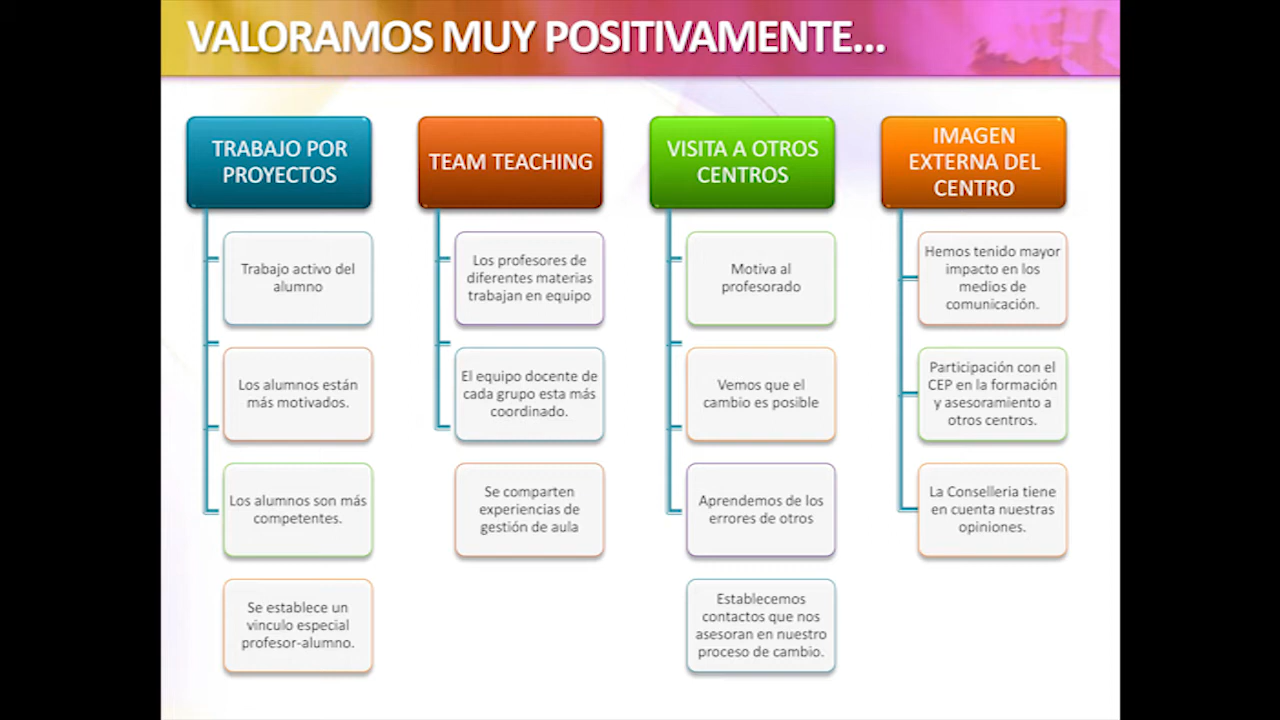 VALORAMOS MUY POSITIVAMENTE...
TRABAJO POR
PROYECTOS
Trabajo activo del
alumno
Los alumnos están
más motivados.
Los alumnos son más
competentes.
Se establece un
vinculo especial
profesor-alumno.
TEAM TEACHING
Los profesores de
diferentes materias
trabajan en equipo
El equipo docente de
cada grupo esta más
coordinado.
Se comparten
experiencias de
gestión de aula
VISITA A OTROS
CENTROS
Motiva al
profesorado
Vemos que el
cambio es posible
Aprendemos de los
errores de otros
Establecemos
contactos que nos
asesoran en nuestro
proceso de cambio.
IMAGEN
EXTERNA DEL
CENTRO
Hemos tenido mayor
impacto en los
medios de
comunicación.
Participación con el
CEP en la formación
y asesoramiento a
otros centros.
La Conselleria tiene
en cuenta nuestras
opiniones.